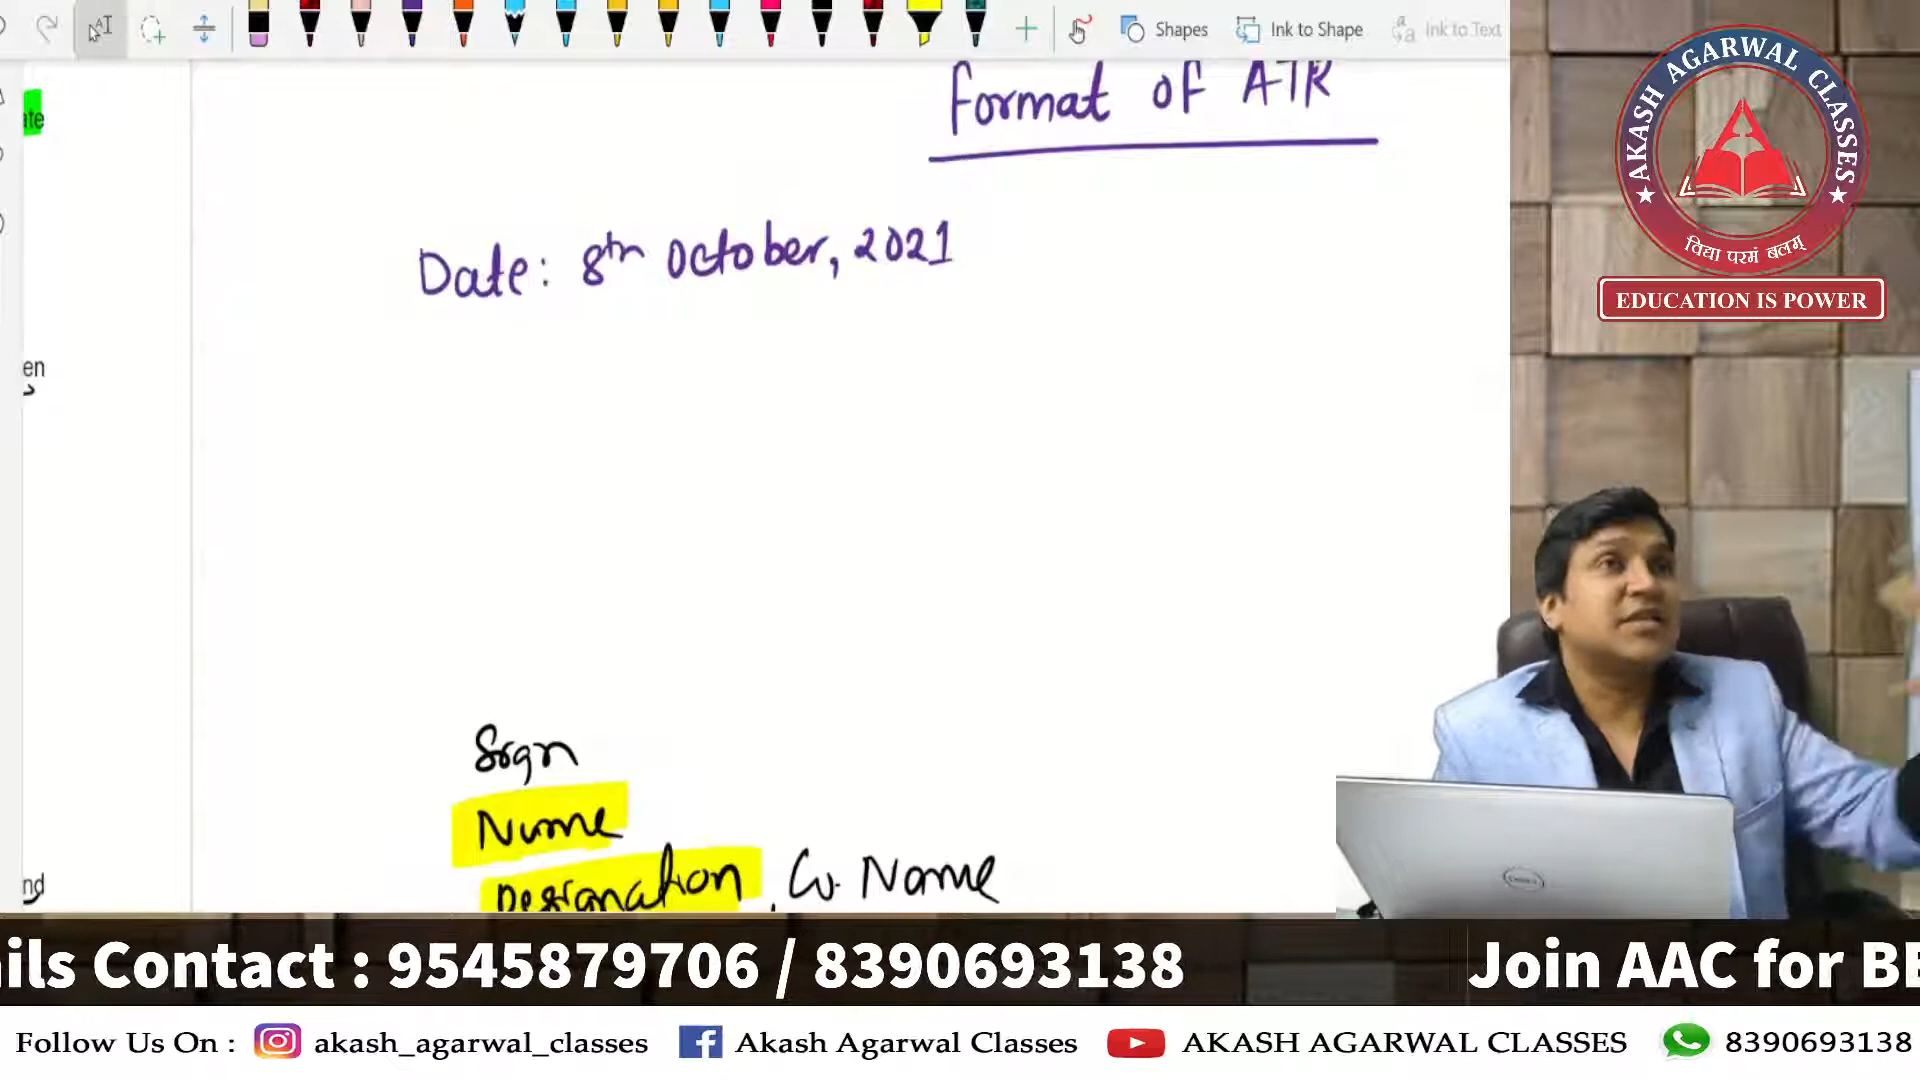 Shapes
Ink to Shape
Ink to Text
Format of ATR
Date: 8th October, 2021
en
Sign
Name
Designation, Co. Name
nd
AKASH AGARWAL CLASSES
विद्या परमं बलम्
EDUCATION IS POWER
ils Contact : 9545879706 / 8390693138
Join AAC for BE
Follow Us On :
akash_agarwal_classes
Akash Agarwal Classes
AKASH AGARWAL CLASSES
8390693138